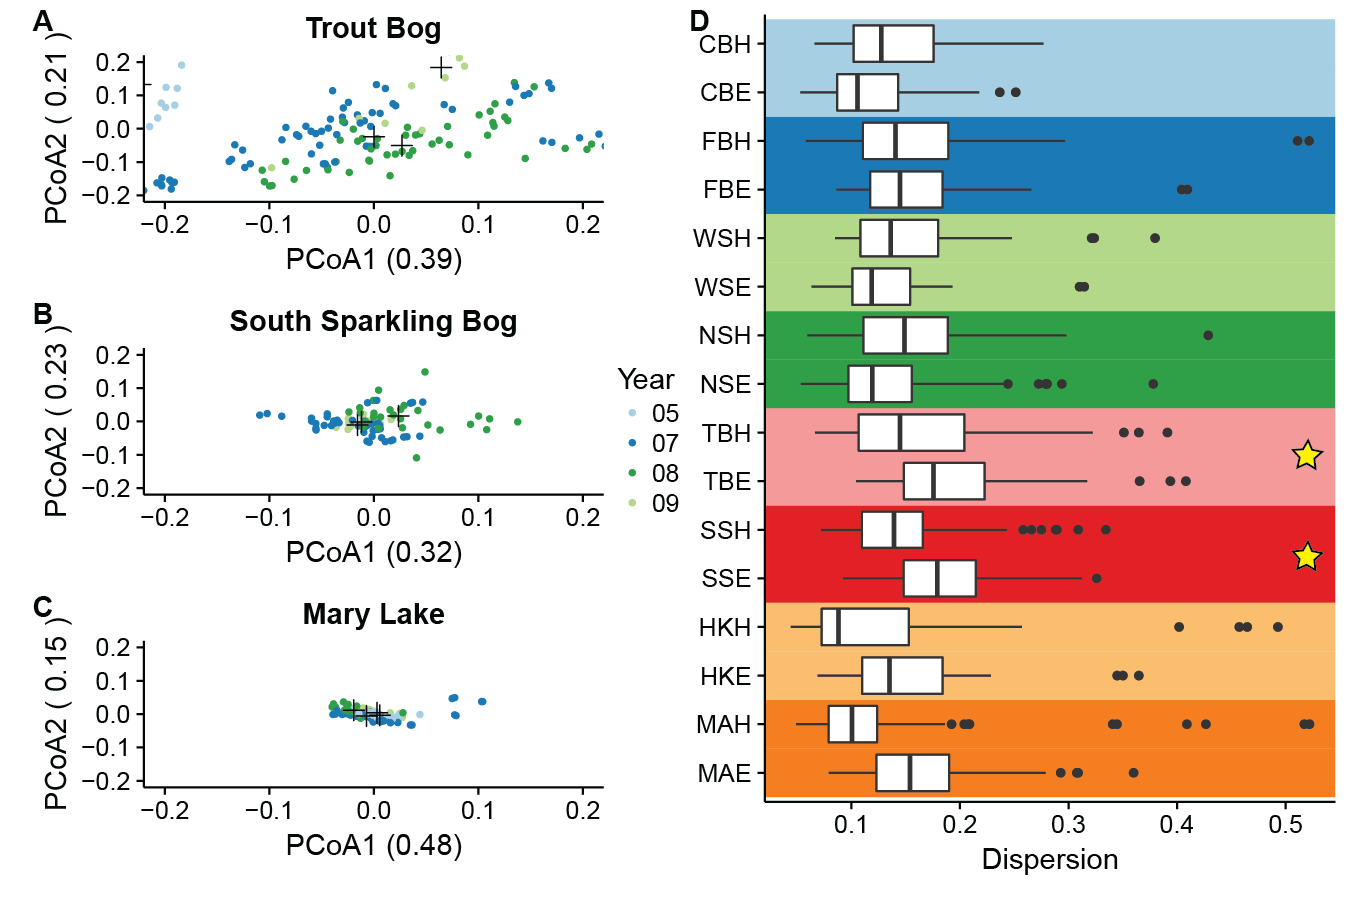 A
Trout Bog
PCoA2 ( 0.21 )
0.2
0.1
0.0
−0.1
−0.2
−0.2 −0.1 0.0 0.1 0.2
PCoA1 (0.39)
B
South Sparkling Bog
PCoA2 ( 0.23 )
0.2
0.1
0.0
−0.1
−0.2
−0.2 −0.1 0.0 0.1 0.2
PCoA1 (0.32)
C
Mary Lake
PCoA2 ( 0.15 )
0.2
0.1
0.0
−0.1
−0.2
−0.2 −0.1 0.0 0.1 0.2
PCoA1 (0.48)
Year
05
07
08
09
D
CBH
CBE
FBH
FBE
WSH
WSE
NSH
NSE
TBH
TBE
SSH
SSE
HKH
HKE
MAH
MAE
0.1 0.2 0.3 0.4 0.5
Dispersion